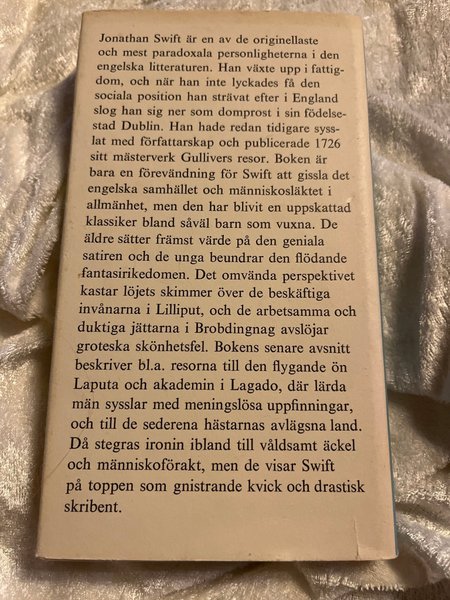 Jonathan Swift är en av de originellaste
och mest paradoxala personligheterna i den
engelska litteraturen. Han växte upp i fattig-
dom, och när han inte lyckades få den
sociala position han strävat efter i England
slog han sig ner som domprost i sin födelse-
stad Dublin. Han hade redan tidigare syss-
lat med författarskap och publicerade 1726
sitt mästerverk Gullivers resor. Boken är
bara en förevändning för Swift att gissla det
engelska samhället och människosläktet i
allmänhet, men den har blivit en uppskattad
klassiker bland såväl barn som vuxna. De
äldre sätter främst värde på den geniala
satiren och de unga beundrar den flödande
fantasirikedomen. Det omvända perspektivet
kastar löjets skimmer över de beskäftiga
invånarna i Lilliput, och de arbetsamma och
duktiga jättarna i Brobdingnag avslöjar
groteska skönhetsfel. Bokens senare avsnitt
beskriver bl.a. resorna till den flygande ön
Laputa och akademin i Lagado, där lärda
män sysslar med meningslösa uppfinningar,
och till de sederena hästarnas avlägsna land.
Då stegras ironin ibland till våldsamt äckel
och människoförakt, men de visar Swift
på toppen som gnistrande kvick och drastisk
skribent.